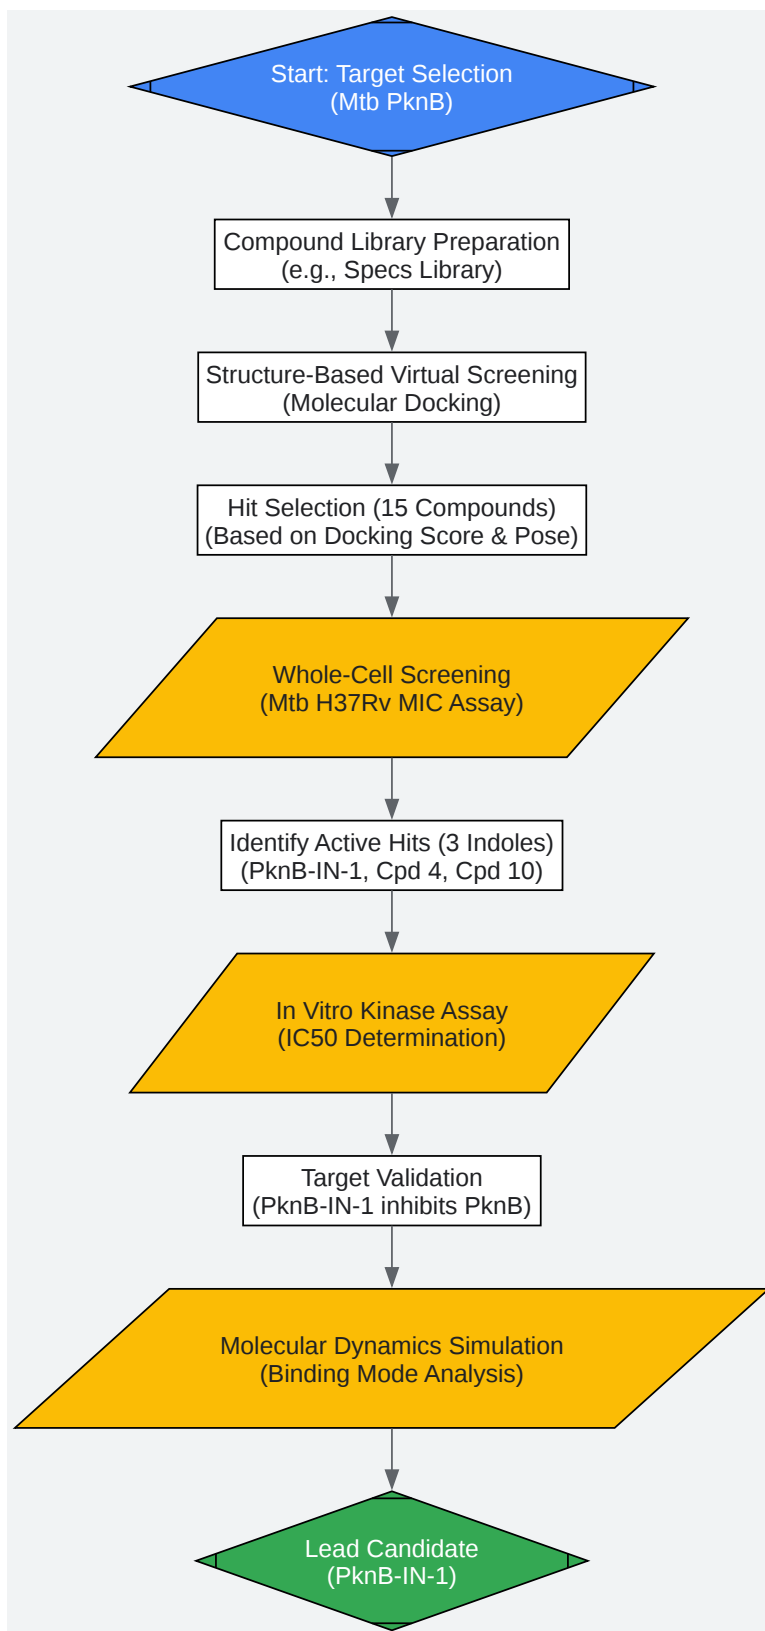 Start: Target Selection
(Mtb PknB)
Compound Library Preparation
(e.g., Specs Library)
Structure-Based Virtual Screening
(Molecular Docking)
Hit Selection (15 Compounds)
(Based on Docking Score & Pose)
Whole-Cell Screening
(Mtb H37Rv MIC Assay)
Identify Active Hits (3 Indoles)
(PknB-IN-1, Cpd 4, Cpd 10)
In Vitro Kinase Assay
(IC50 Determination)
Target Validation
(PknB-IN-1 inhibits PknB)
Molecular Dynamics Simulation
(Binding Mode Analysis)
Lead Candidate
(PknB-IN-1)